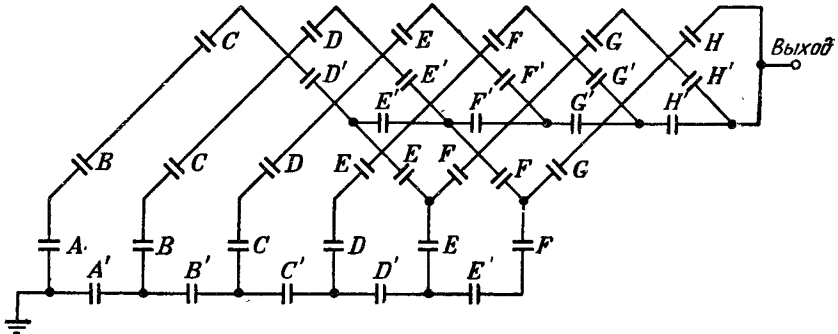 C D E F G H Выход
D' E' F' G' H'
E' F' G' H'
B C D E E F F G
A B C D E F
A' B' C' D' E'